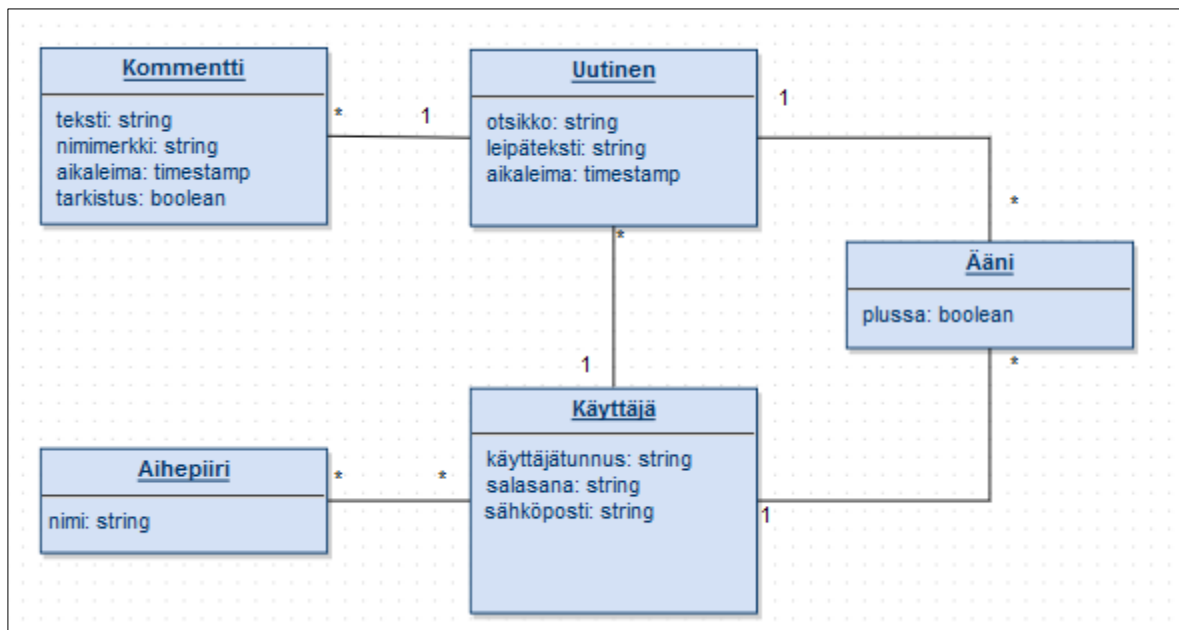 Kommentti
teksti: string
nimimerkki: string
aikaleima: timestamp
tarkistus: boolean
*
1
Uutinen
otsikko: string
leipäteksti: string
aikaleima: timestamp
1
*
*
1
Ääni
plussa: boolean
*
1
Käyttäjä
käyttäjätunnus: string
salasana: string
sähköposti: string
Aihepiiri
nimi: string
*
*